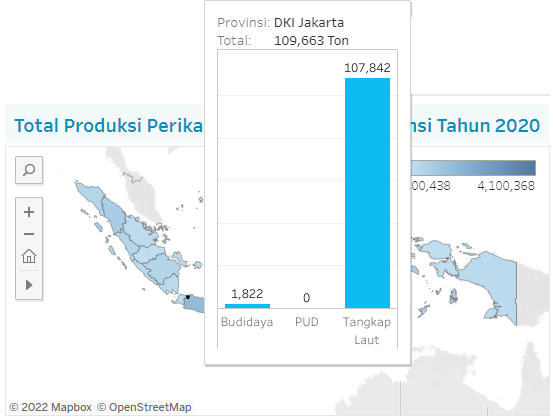 Provinsi: DKI Jakarta
Total: 109,663 Ton
107,842
1,822
0
Budidaya PUD Tangkap
Laut
Total Produksi Perika
nsi Tahun 2020
00,438 4,100,368
© 2022 Mapbox © OpenStreetMap